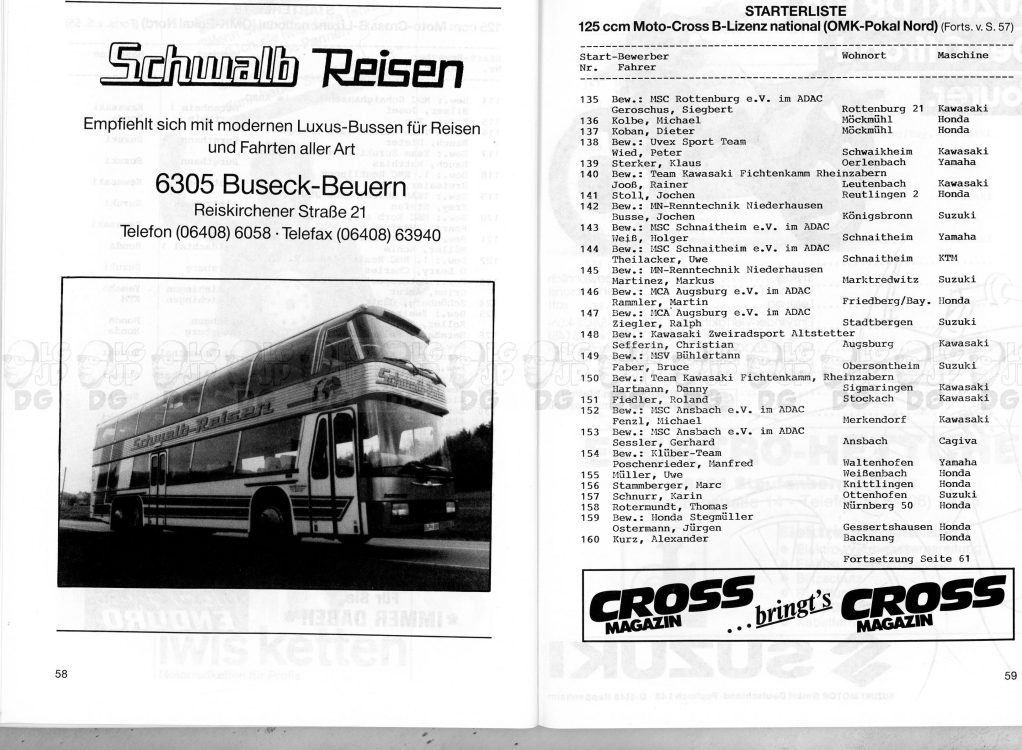 Schwalb Reisen
Empfiehlt sich mit modernen Luxus-Bussen für Reisen
und Fahrten aller Art
6305 Buseck-Beuern
Reiskirchener Straße 21
Telefon (06408) 6058 · Telefax (06408) 63940
Schwalb-Reisen
Schwalb-Reisen
58
STARTERLISTE
125 ccm Moto-Cross B-Lizenz national (OMK-Pokal Nord) (Forts. v. S. 57)
Start-Bewerber Wohnort Maschine
Nr. Fahrer
135 Bew.: MSC Rottenburg e.V. im ADAC
Geroschus, Siegbert Rottenburg 21 Kawasaki
136 Kolbe, Michael Möckmühl Honda
137 Koban, Dieter Möckmühl Honda
138 Bew.: Uvex Sport Team
Wied, Peter Schwaikheim Kawasaki
139 Sterker, Klaus Oerlenbach Yamaha
140 Bew.: Team Kawasaki Fichtenkamm Rheinzabern
Jooß, Rainer Leutenbach Kawasaki
141 Stoll, Jochen Reutlingen 2 Honda
142 Bew.: MN-Renntechnik Niederhausen
Busse, Jochen Königsbronn Suzuki
143 Bew.: MSC Schnaitheim e.V. im ADAC
Weiß, Holger Schnaitheim Yamaha
144 Bew.: MSC Schnaitheim e.V. im ADAC
Theilacker, Uwe Schnaitheim KTM
145 Bew.: MN-Renntechnik Niederhausen
Martinez, Markus Marktredwitz Suzuki
146 Bew.: MCA Augsburg e.V. im ADAC
Rammler, Martin Friedberg/Bay. Honda
147 Bew.: MCA Augsburg e.V. im ADAC
Ziegler, Ralph Stadtbergen Suzuki
148 Bew.: Kawasaki Zweiradsport Altstetter
Sefferin, Christian Augsburg Kawasaki
149 Bew.: MSV Bühlertann
Faber, Bruce Obersontheim Suzuki
150 Bew.: Team Kawasaki Fichtenkamm, Rheinzabern
Hartmann, Danny Sigmaringen Kawasaki
151 Fiedler, Roland Stockach Kawasaki
152 Bew.: MSC Ansbach e.V. im ADAC
Fenzl, Michael Merkendorf Kawasaki
153 Bew.: MSC Ansbach e.V. im ADAC
Sessler, Gerhard Ansbach Cagiva
154 Bew.: Klüber-Team
Poschenrieder, Manfred Waltenhofen Yamaha
155 Müller, Uwe Weißenbach Honda
156 Stammberger, Marc Knittlingen Honda
157 Schnurr, Karin Ottenhofen Suzuki
158 Rotermundt, Thomas Nürnberg 50 Honda
159 Bew.: Honda Stegmüller
Ostermann, Jürgen Gessertshausen Honda
160 Kurz, Alexander Backnang Honda
Fortsetzung Seite 61
CROSS MAGAZIN ...bringt's CROSS MAGAZIN
59